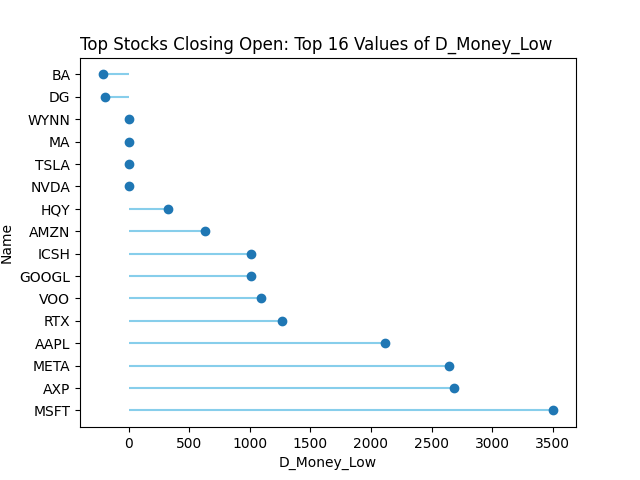 Top Stocks Closing Open: Top 16 Values of D_Money_Low
BA
DG
WYNN
MA
TSLA
NVDA
HQY
AMZN
ICSH
GOOGL
VOO
RTX
AAPL
META
AXP
MSFT
Name
0 500 1000 1500 2000 2500 3000 3500
D_Money_Low